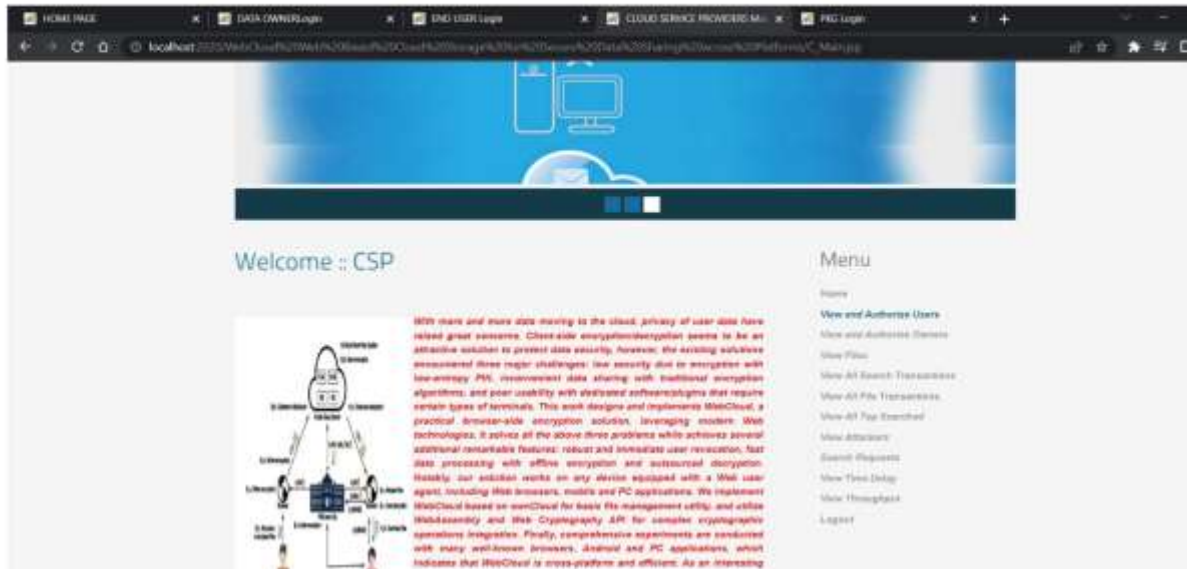 HOME PAGE
DATA OWNERLogin
END USER Login
CLOUD SERVICE PROVIDERS M
PKG Login
localhost
Welcome :: CSP
Menu
Home
View and Authorize Users
View and Authorize Owners
View Files
View All Search Transactions
View All File Transactions
View All Top Searched
View Attackers
Search Requests
View Time Delay
View Throughput
Logout
With more and more data moving to the cloud, privacy of user data have
raised great concerns. Client-side encryption/decryption seems to be an
attractive solution to protect data security, however, the existing solutions
encountered three major challenges: low security due to encryption with
low-entropy PIN, inconvenient data sharing with traditional encryption
algorithms, and poor usability with dedicated software/plugins that require
certain types of terminals. This work designs and implements WebCloud, a
practical browser-side encryption solution, leveraging modern Web
technologies. It solves all the above three problems while achieves several
additional remarkable features: robust and immediate user revocation, fast
data processing with offline encryption and outsourced decryption.
Notably, our solution works on any device equipped with a Web user
agent, including Web browsers, mobile and PC applications. We implement
WebCloud based on ownCloud for basic file management utility, and utilize
WebAssembly and Web Cryptography API for complex cryptographic
operations integration. Finally, comprehensive experiments are conducted
with many well-known browsers, Android and PC applications, which
indicates that WebCloud is cross-platform and efficient. As an interesting